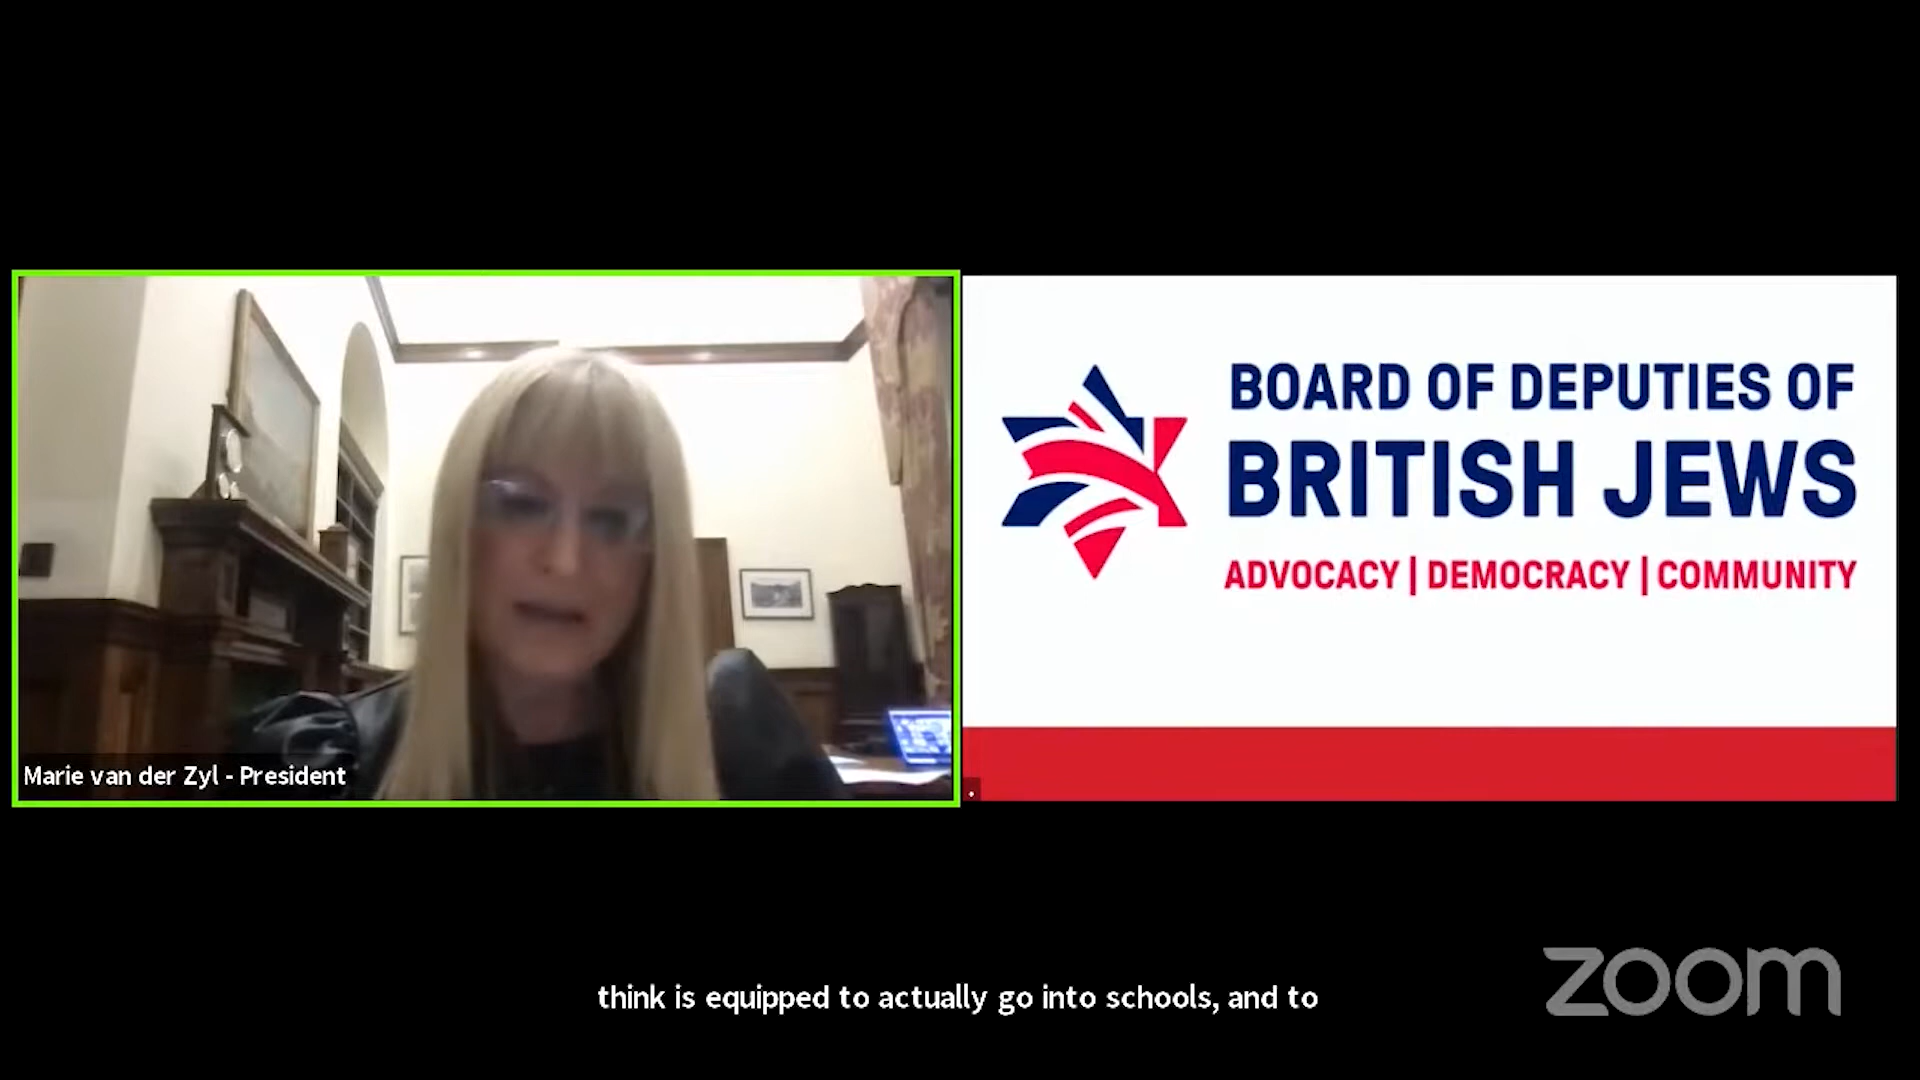 BOARD OF DEPUTIES OF
BRITISH JEWS
ADVOCACY | DEMOCRACY | COMMUNITY
Marie van der Zyl - President
.
think is equipped to actually go into schools, and to
zoom